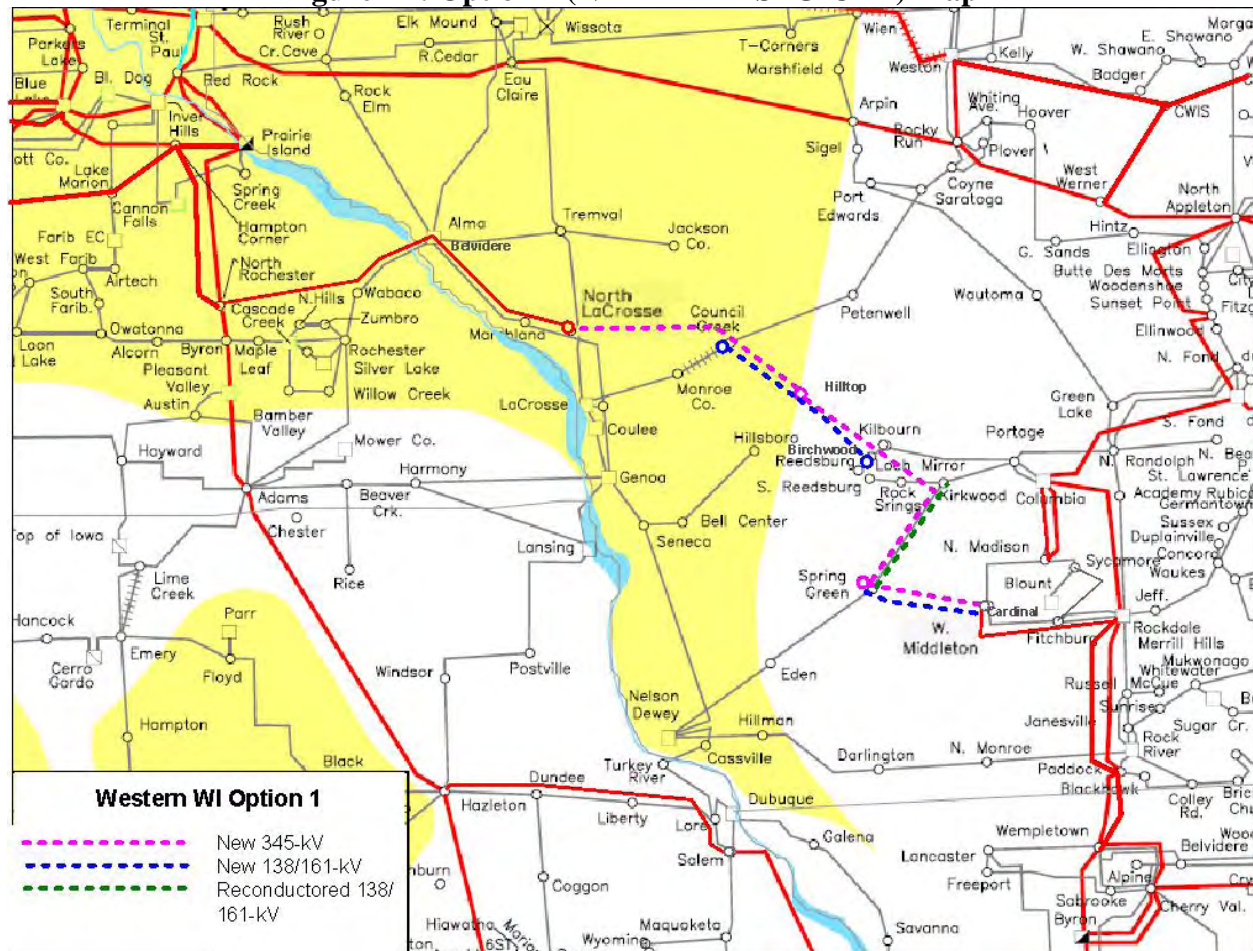 Terminal
Rush
River
Elk Mound
Wissota
Wien
Morga
Parkers
Lake
St.
Paul
Cr. Cave
R.Cedar
T-Corners
Kelly
W. Shawano
E. Shawano
Blue
Bl. Dog
Red Rock
Eau
Claire
Marshfield
Weston
Badger
Rock
Elm
Arpin
Whiting
Ave.
Hoover
CWIS
Inver
Hills
Prairie
Island
Rocky
Run
Sigel
Plover
ott Co.
Lake
Marion
Spring
Creek
Coyne
Saratoga
West
Werner
North
Appleton
Port
Edwards
Cannon
Falls
Hampton
Corner
Alma
Belvidere
Tremval
Jackson
Co.
Hintz
Ellington
Farib EC
G. Sands
Butte Des Morts
West Farib
North
Rochester
Airtech
Woodenshoe
South
Farib.
N.Hills
Wabaco
North
LaCrosse
Council
Creek
Petenwell
Wautoma
Sunset Point
Cascade
Creek
Zumbro
Marshland
Ellinwood
Owatanna
Loon
Lake
Alcorn
Byron
Maple
Leaf
Rochester
Silver Lake
N. Fond
Pleasant
Valley
Willow Creek
Monroe
Co.
Hilltop
Green
Lake
Austin
LaCrosse
Bamber
Valley
Coulee
Hillsboro
Kilbourn
Portage
S. Fond
Hayward
Mower Co.
Birchwood
Reedsburg
Loch Mirror
N. Randolph
Harmony
Genoa
S. Reedsburg
Rock
Srings
Kirkwood
Columbia
St. Lawrence
Adams
Beaver
Crk.
Academy Rubic
Germantown
Chester
Bell Center
Sussex
Top of Iowa
Lansing
Seneca
N. Madison
Sycamore
Duplainville
Concord
Waukes
Rice
Spring
Green
Blount
Lime
Creek
Jeff.
Hancock
Parr
Cardinal
W.
Middleton
Fitchburg
Rockdale
Merrill Hills
Cerro
Gordo
Emery
Floyd
Windsor
Postville
Eden
Mukwonago
Whitewater
Russel
McCue
Nelson
Dewey
Sunrise
Hampton
Hillman
Janesville
Sugar Cr.
Rock
River
Black
Cassville
Darlington
N. Monroe
Turkey
River
Paddock
Blackhawk
Western WI Option 1
Dundee
Hazleton
Liberty
Lore
Dubuque
Colley
Rd.
New 345-kV
Salem
Galena
Wempletown
New 138/161-kV
Lancaster
Freeport
Belvidere
Reconductored 138/
161-kV
Coggon
Alpine
Sabrooke
Cherry Val.
Byron
Hiawatha
Maquoketa
Wyoming
Savanna